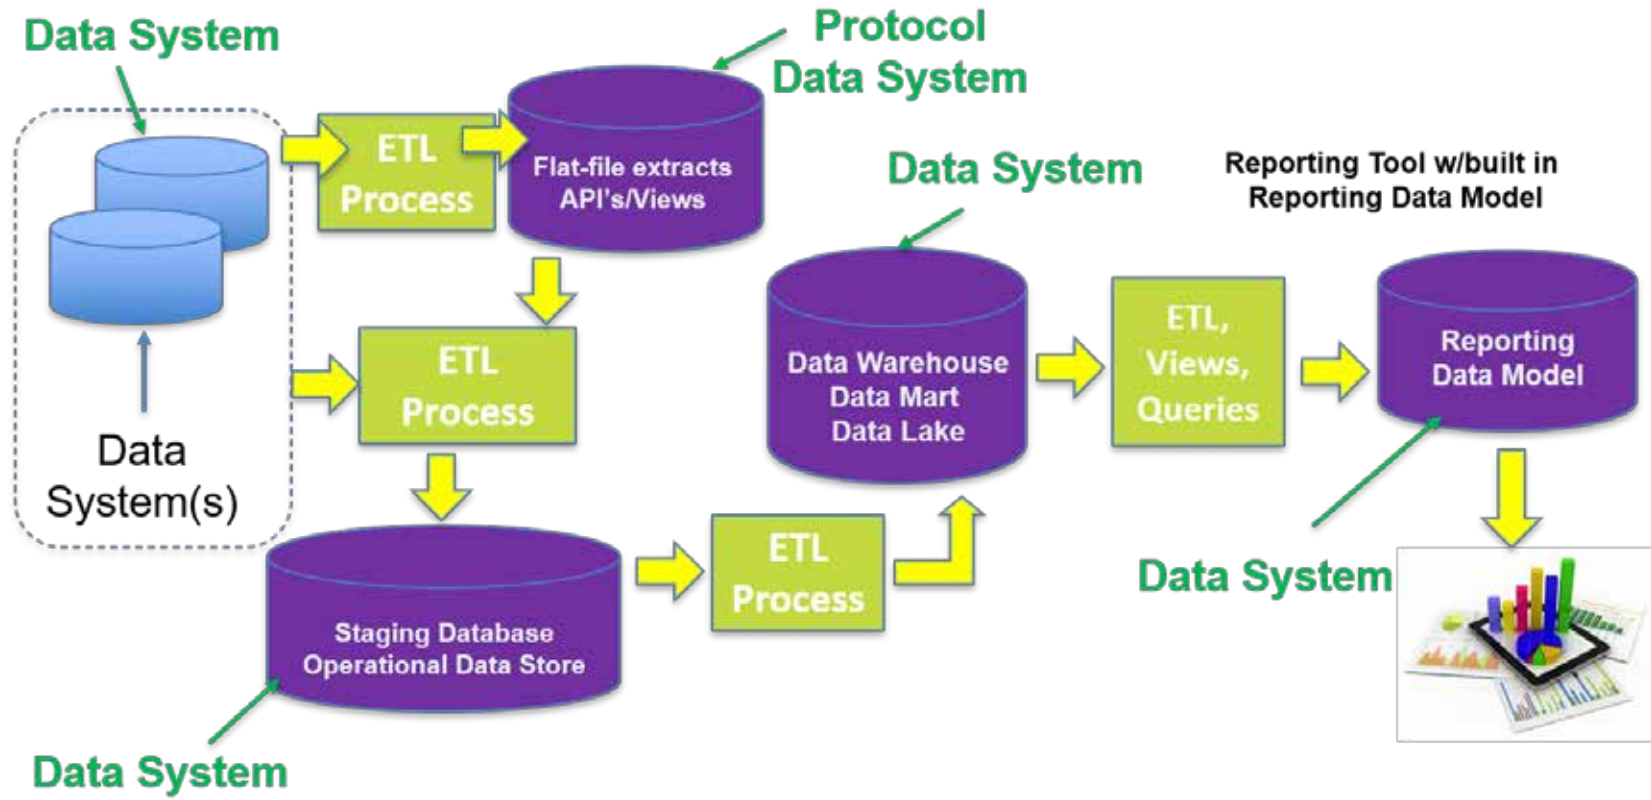 Data System
Protocol
Data System
ETL
Process
Flat-file extracts
API's/Views
Data System
Reporting Tool w/built in
Reporting Data Model
ETL
Process
Data
System(s)
Data Warehouse
Data Mart
Data Lake
ETL,
Views,
Queries
Reporting
Data Model
Staging Database
Operational Data Store
ETL
Process
Data System
Data System